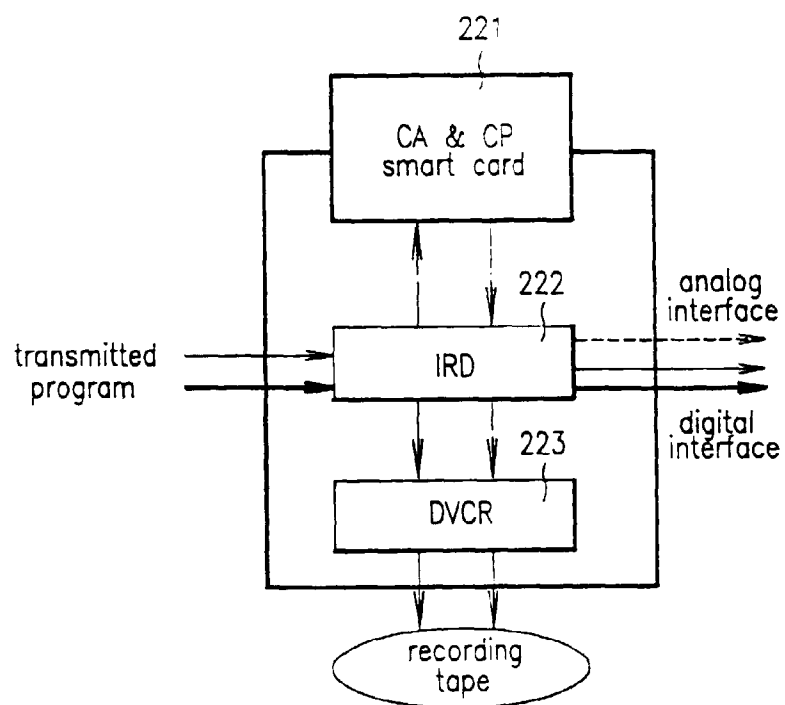 221
CA & CP
smart card
222
analog
interface
transmitted
program
IRD
digital
interface
223
DVCR
recording
tape